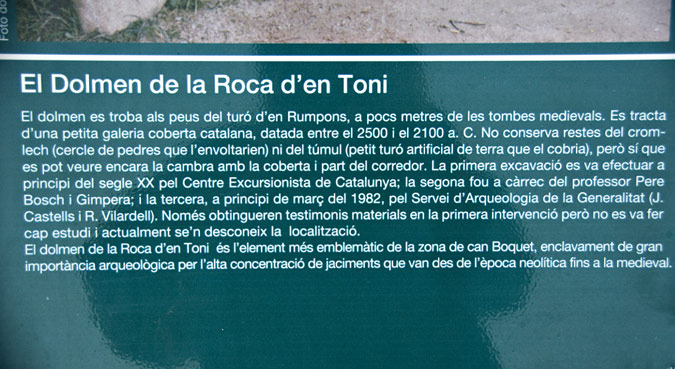 Foto
El Dolmen de la Roca d'en Toni
El dolmen es troba als peus del turó d'en Rumpons, a pocs metres de les tombes medievals. Es tracta
d'una petita galeria coberta catalana, datada entre el 2500 i el 2100 a. C. No conserva restes del crom-
lech (cercle de pedres que l'envoltarien) ni del túmul (petit turó artificial de terra que el cobria), però sí que
es pot veure encara la cambra amb la coberta i part del corredor. La primera excavació es va efectuar a
principi del segle XX pel Centre Excursionista de Catalunya; la segona fou a càrrec del professor Pere
Bosch i Gimpera; i la tercera, a principi de març del 1982, pel Servei d'Arqueologia de la Generalitat (J.
Castells i R. Vilardell). Només obtingueren testimonis materials en la primera intervenció però no es va fer
cap estudi i actualment se'n desconeix la localització.
El dolmen de la Roca d'en Toni és l'element més emblemàtic de la zona de can Boquet, enclavament de gran
importància arqueològica per l'alta concentració de jaciments que van des de l'època neolítica fins a la medieval.